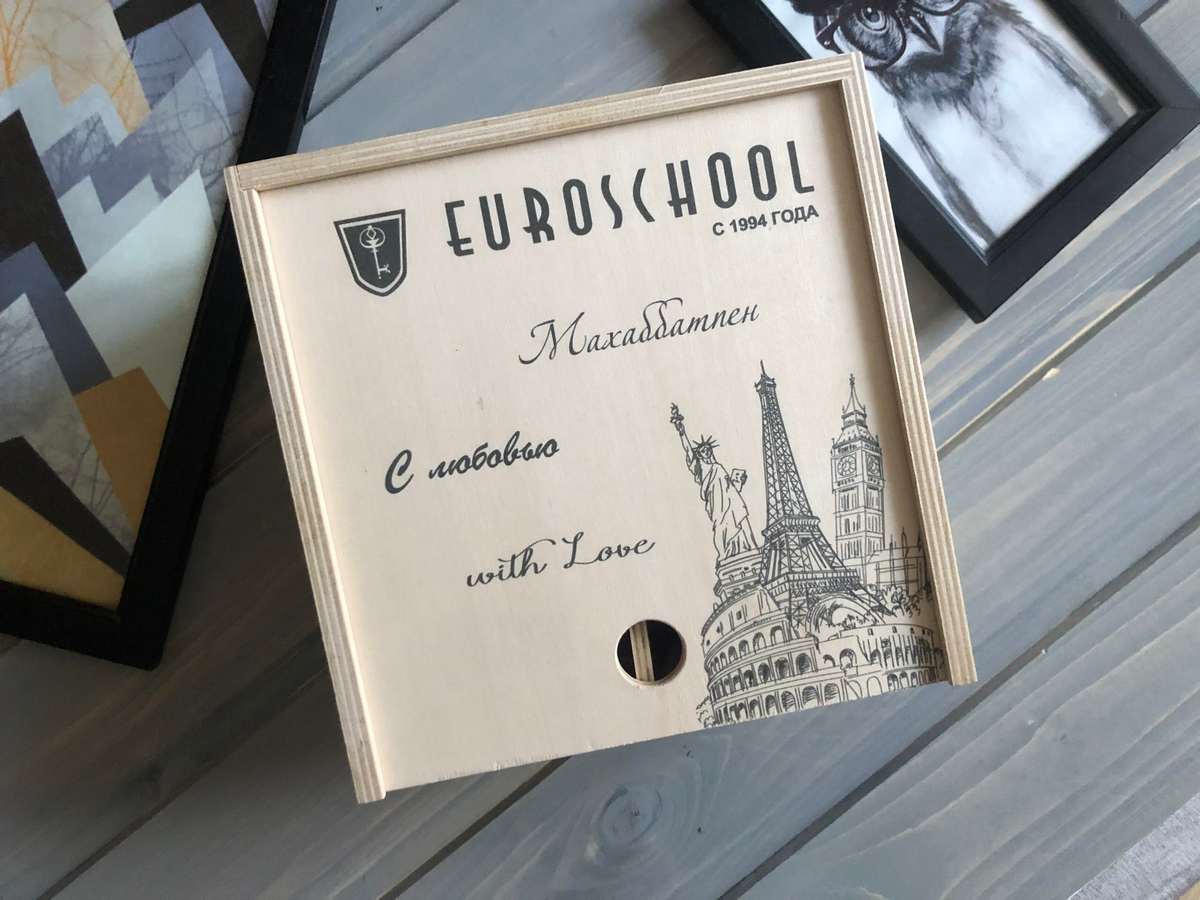 EUROSCHOOL
С 1994 ГОДА
Махаббатпен
С любовью
with Love